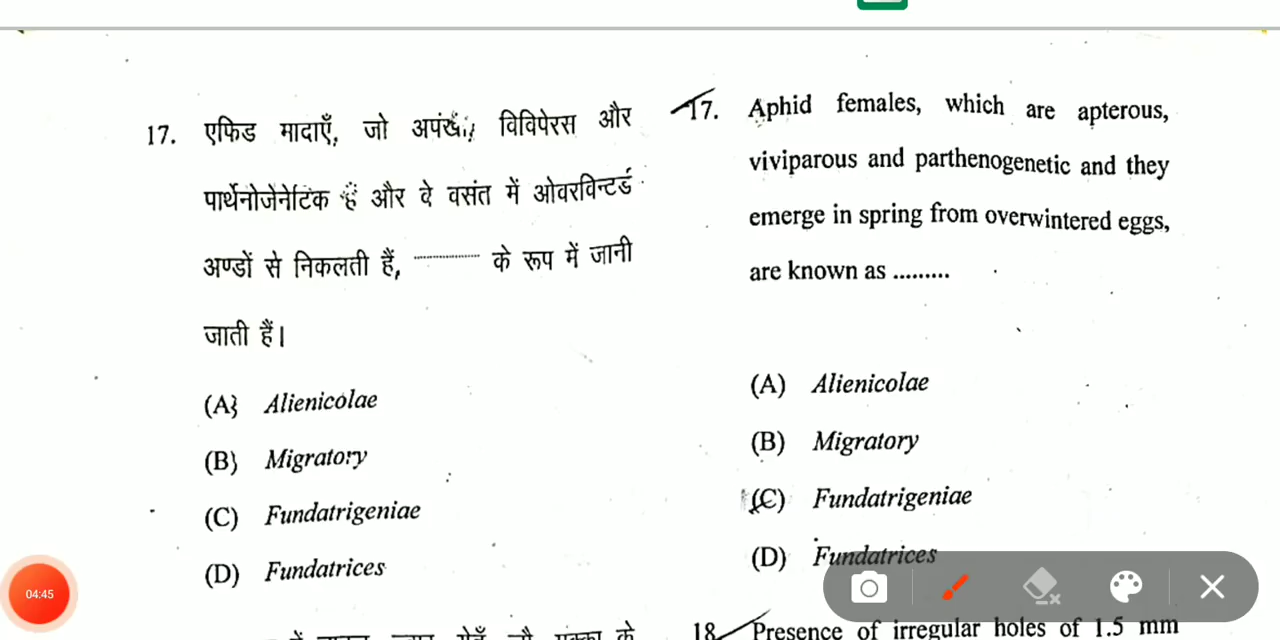 17. एफिड मादाएँ, जो अपंखी, विविपेरस और
पार्थेनोजेनेटिक हैं और वे वसंत में ओवरविन्टर्ड
अण्डों से निकलती हैं, ............ के रूप में जानी
जाती हैं।
(A) Alienicolae
(B) Migratory
(C) Fundatrigeniae
(D) Fundatrices
17. Aphid females, which are apterous,
viviparous and parthenogenetic and they
emerge in spring from overwintered eggs,
are known as .........
(A) Alienicolae
(B) Migratory
(C) Fundatrigeniae
(D) Fundatrices
04:45
18. Presence of irregular holes of 1.5 mm